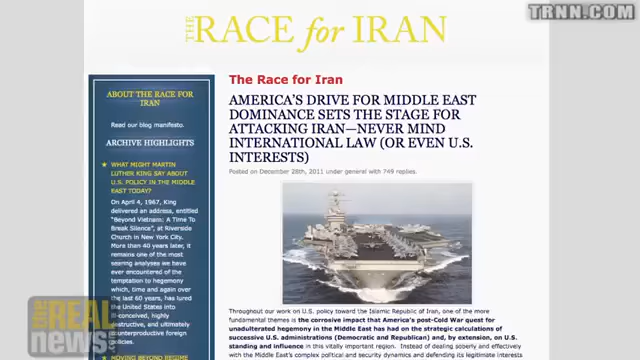 TRNN.COM
THE RACE for IRAN
ABOUT THE RACE FOR
IRAN
Read our blog manifesto.
ARCHIVE HIGHLIGHTS
WHAT MIGHT MARTIN
LUTHER KING SAY ABOUT
U.S. POLICY IN THE MIDDLE
EAST TODAY?
On April 4, 1967, King
delivered an address, entitled
"Beyond Vietnam: A Time To
Break Silence", at Riverside
Church in New York City.
More than 40 years later, it
remains one of the most
searing analyses we have
ever encountered of the
temptation to hegemony
which, time and again over
the last 60 years, has lured
the United States into
ill-conceived, highly
destructive, and ultimately
counterproductive foreign
policies.
MOVING BEYOND REGIME
the REAL
news
The Race for Iran
AMERICA'S DRIVE FOR MIDDLE EAST
DOMINANCE SETS THE STAGE FOR
ATTACKING IRAN—NEVER MIND
INTERNATIONAL LAW (OR EVEN U.S.
INTERESTS)
Posted on December 28th, 2011 under general with 749 replies.
Throughout our work on U.S. policy toward the Islamic Republic of Iran, one of the more
fundamental themes is the corrosive impact that America's post-Cold War quest for
unadulterated hegemony in the Middle East has had on the strategic calculations of
successive U.S. administrations (Democratic and Republican) and, by extension, on U.S.
standing and influence in this vitally important region. Instead of dealing soberly and effectively
with the Middle East's complex political and security dynamics and defending its legitimate interests